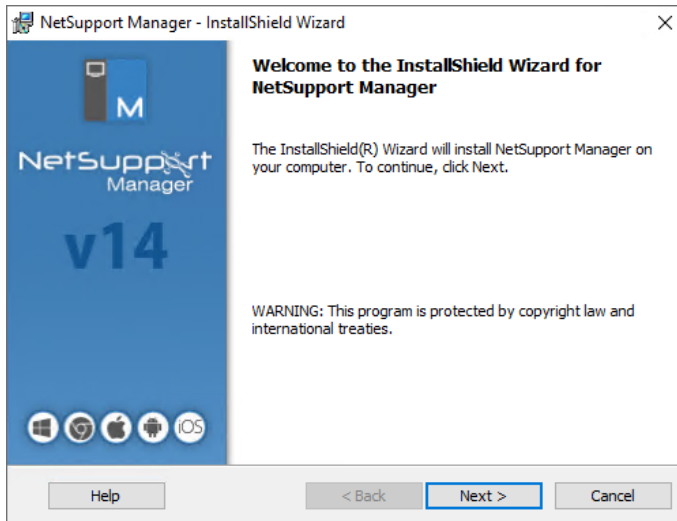 NetSupport Manager - InstallShield Wizard
M
NetSupport
Manager
v14
iOS
Welcome to the InstallShield Wizard for
NetSupport Manager
The InstallShield(R) Wizard will install NetSupport Manager on
your computer. To continue, click Next.
WARNING: This program is protected by copyright law and
international treaties.
Help
< Back
Next >
Cancel